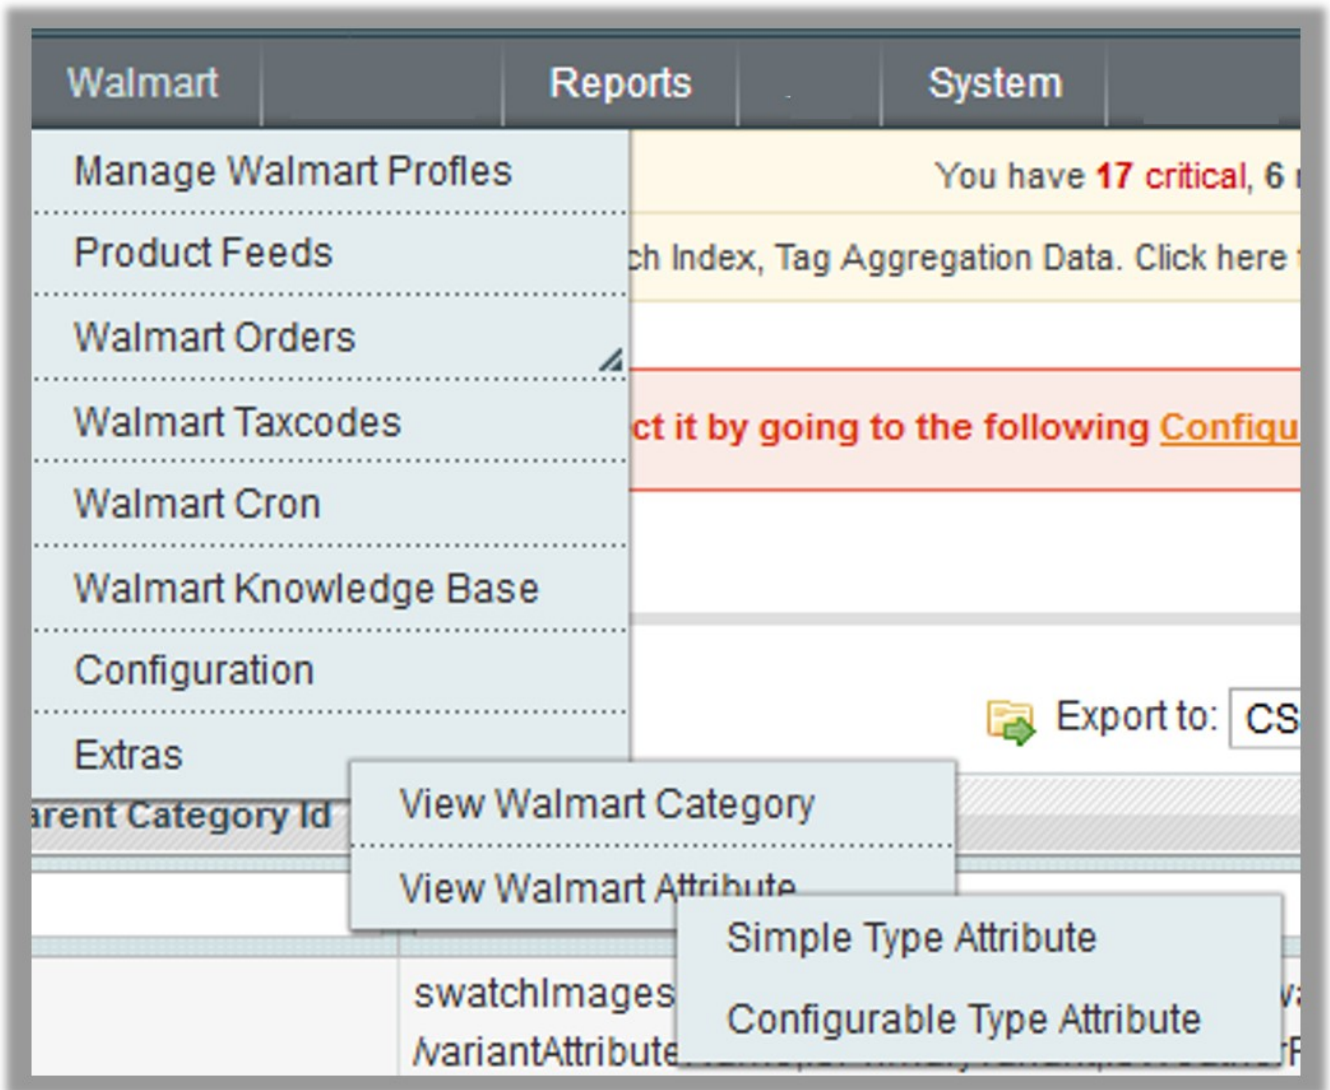 Walmart Reports System
Manage Walmart Profles
You have 17 critical, 6
Product Feeds
ch Index, Tag Aggregation Data. Click here
Walmart Orders
Walmart Taxcodes
ct it by going to the following Configu
Walmart Cron
Walmart Knowledge Base
Configuration
Export to: CS
Extras
View Walmart Category
arent Category Id
View Walmart Attribute
Simple Type Attribute
swatchImages
Configurable Type Attribute
/variantAttribute